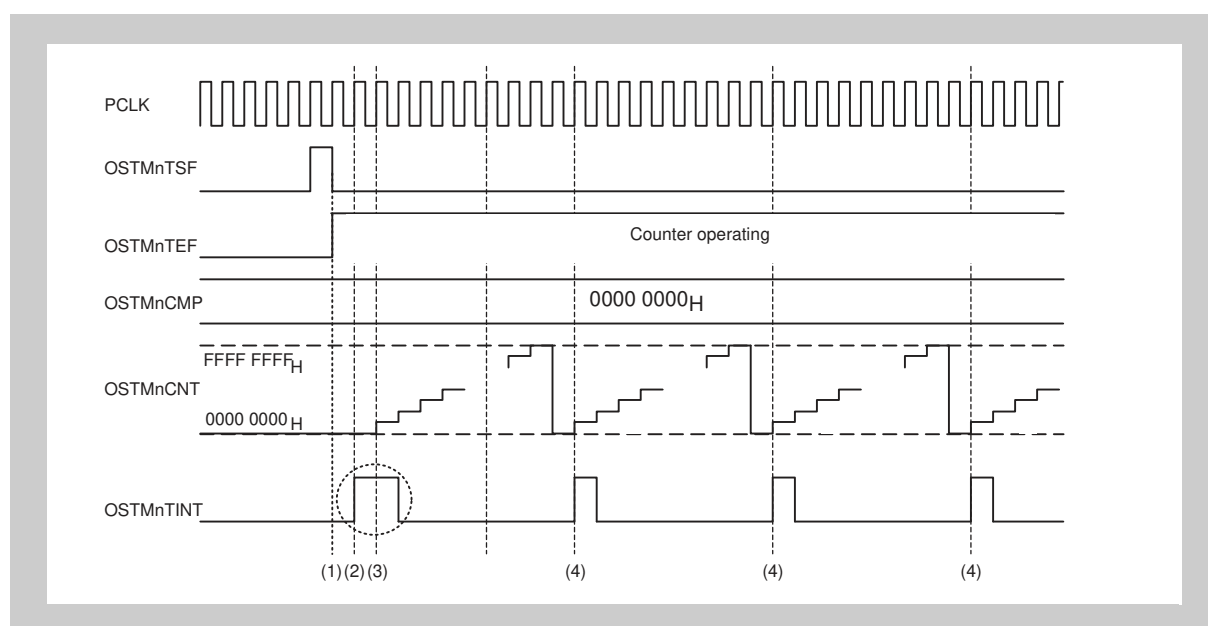 PCLK
OSTMnTSF
OSTMnTEF
Counter operating
OSTMnCMP
0000 0000H
FFFF FFFFH
OSTMnCNT
0000 0000H
OSTMnTINT
(1) (2) (3) (4) (4) (4)